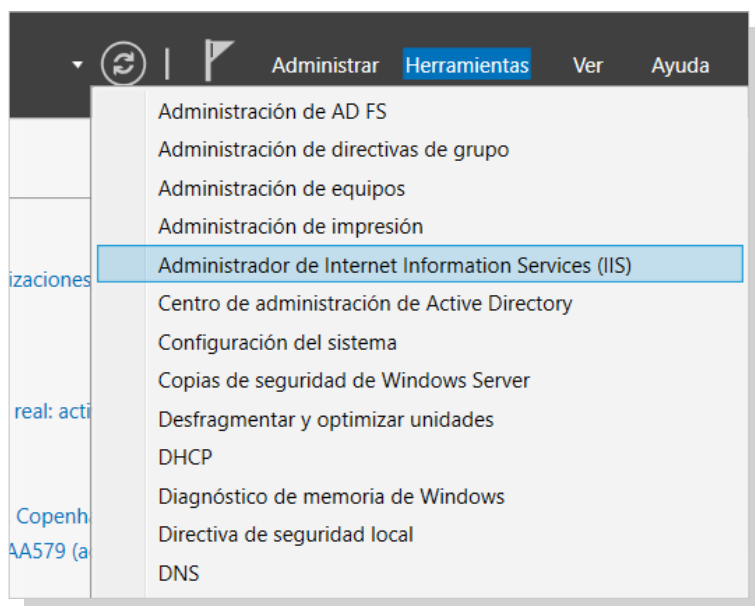 Administrar Herramientas Ver Ayuda
Administración de AD FS
Administración de directivas de grupo
Administración de equipos
Administración de impresión
Administrador de Internet Information Services (IIS)
izaciones
Centro de administración de Active Directory
Configuración del sistema
Copias de seguridad de Windows Server
real: acti
Desfragmentar y optimizar unidades
DHCP
Diagnóstico de memoria de Windows
Copenh
Directiva de seguridad local
AA579 (a
DNS